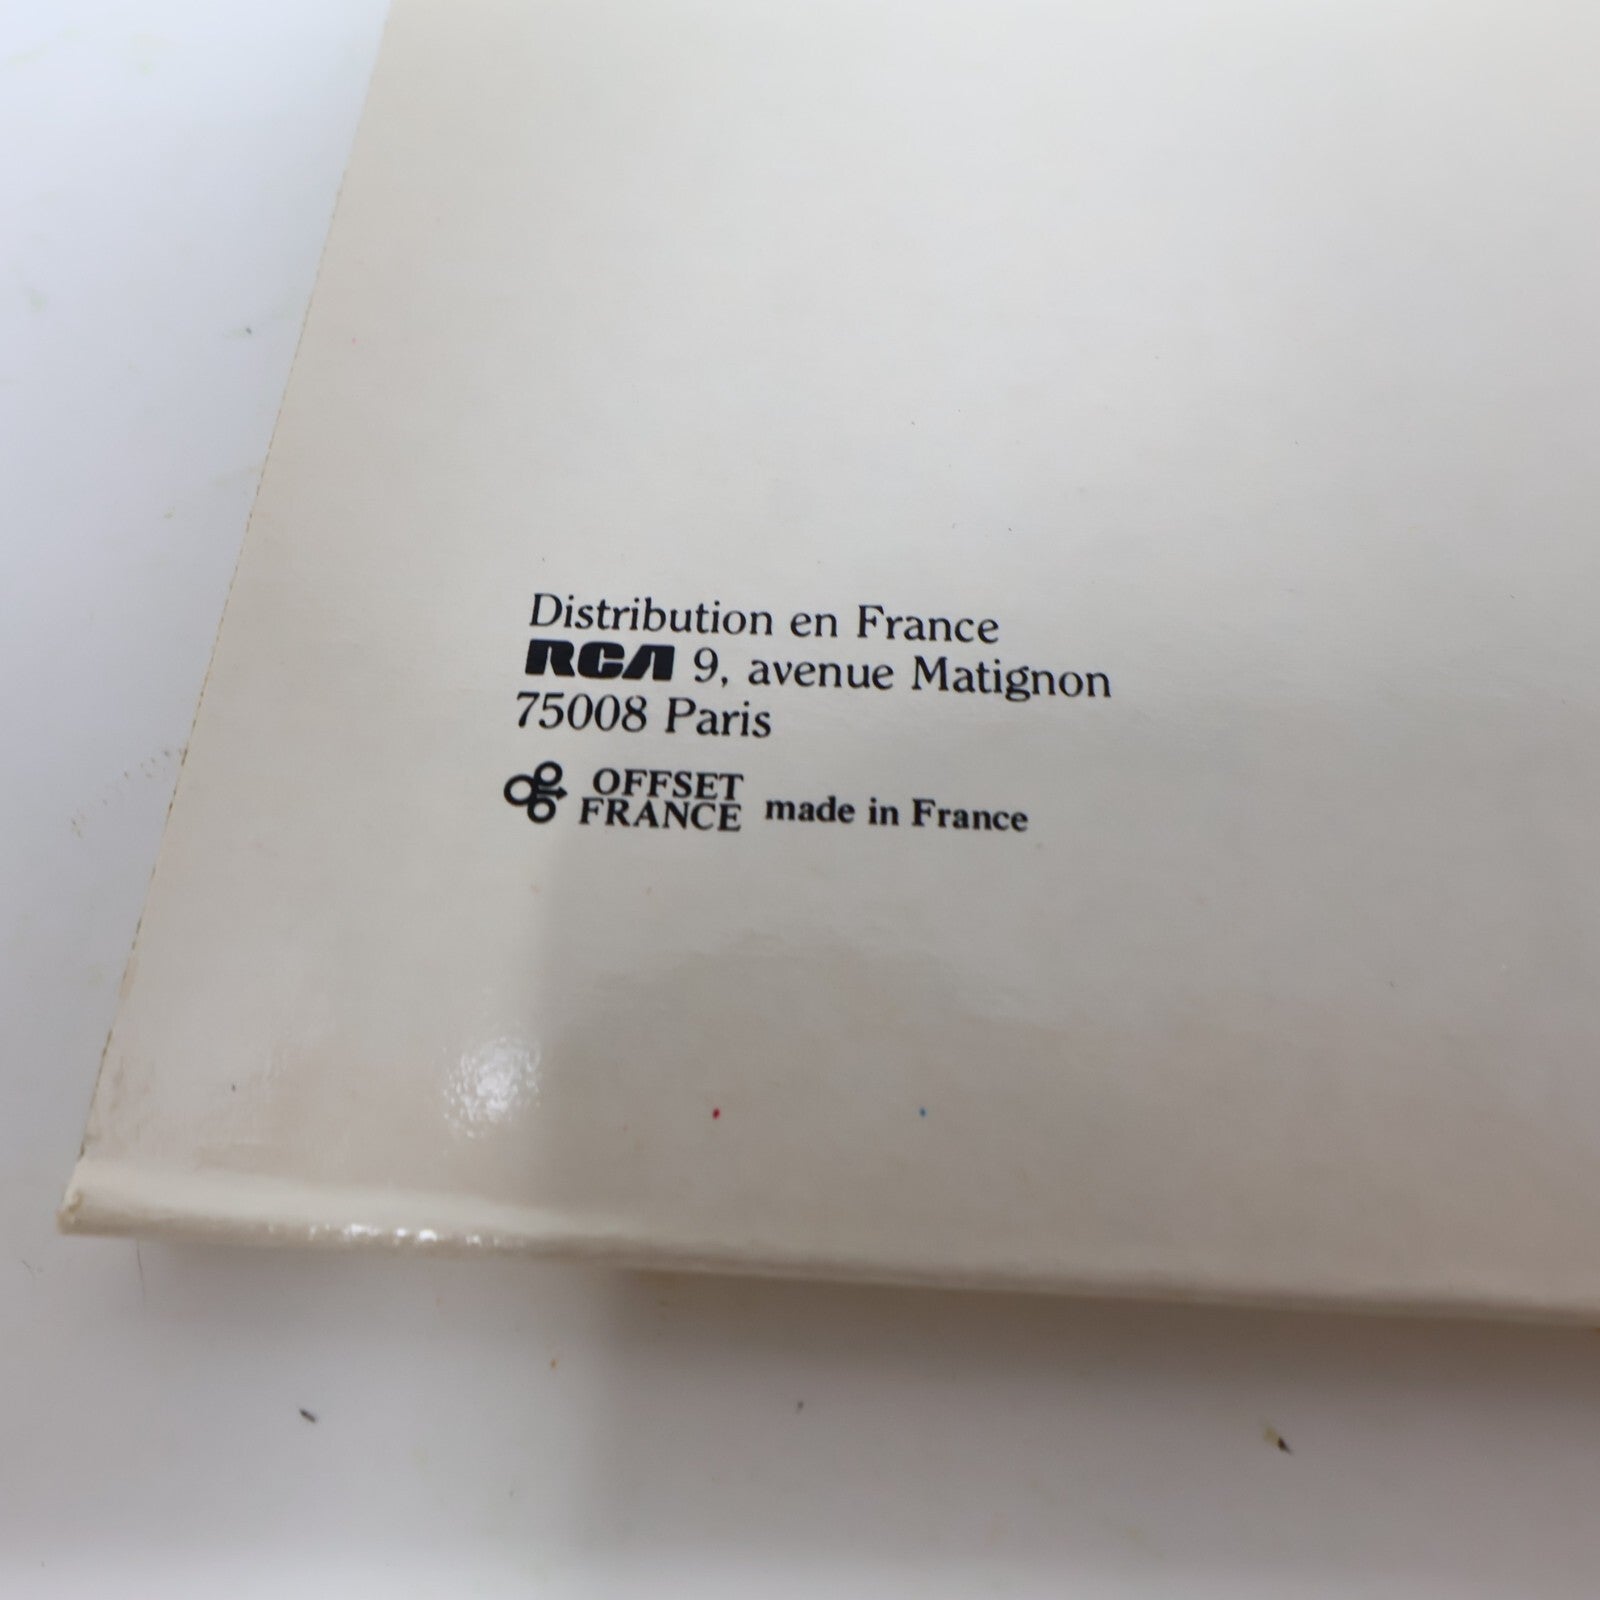 Distribution en France
RCA 9, avenue Matignon
75008 Paris
OFFSET
FRANCE made in France